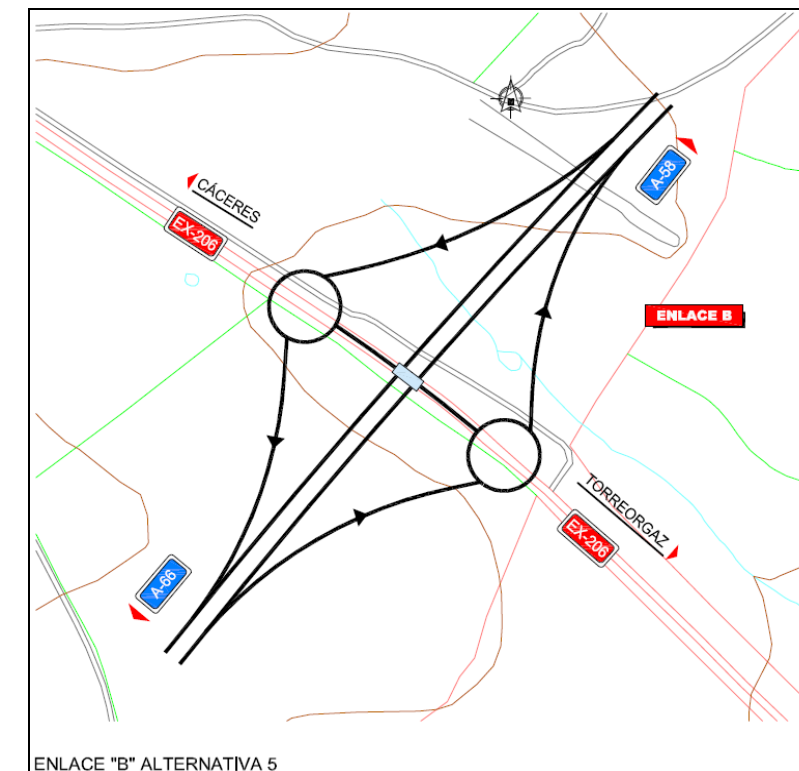 CÁCERES
EX-206
A-58
ENLACE B
TORREORGAZ
EX-206
A-66
ENLACE "B" ALTERNATIVA 5